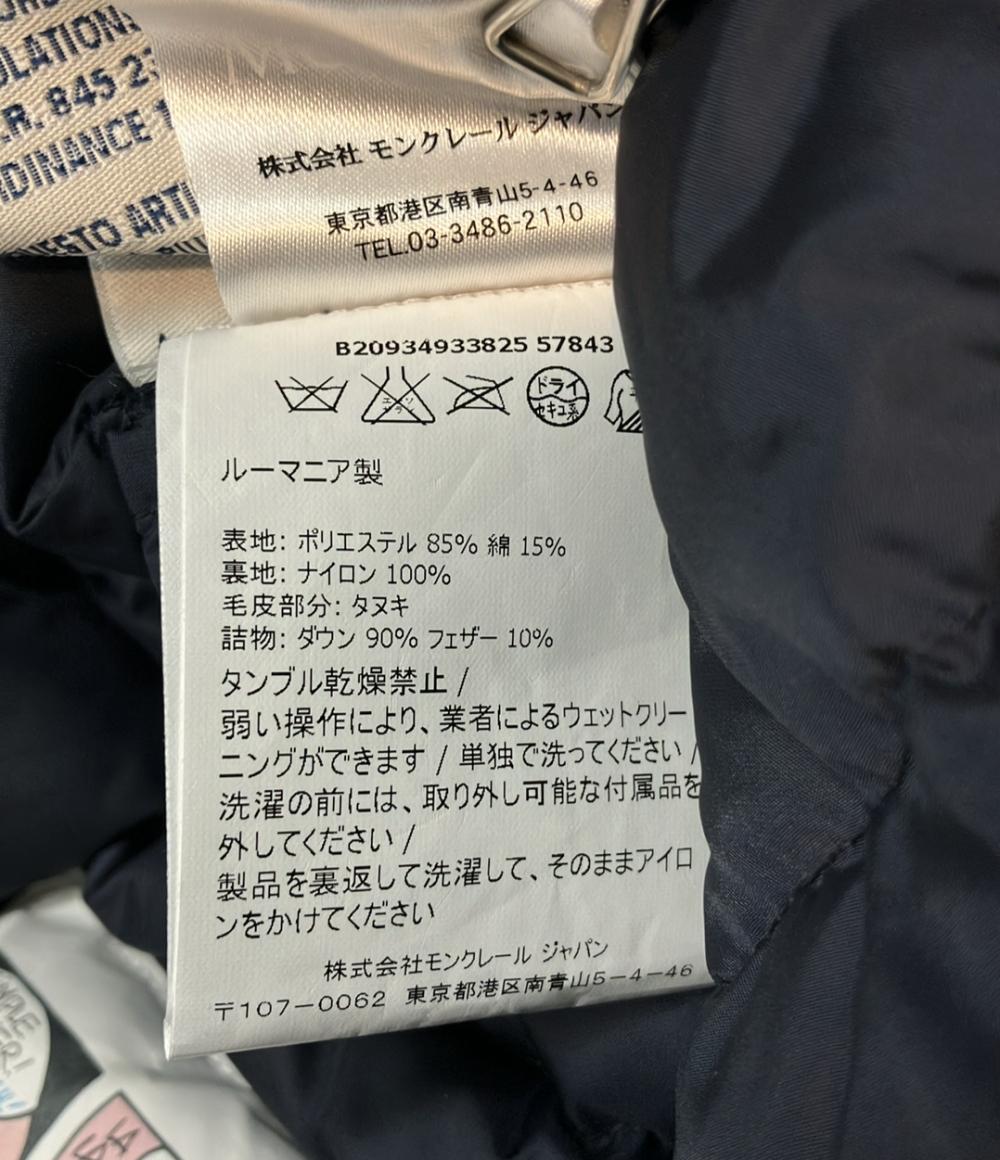 845
株式会社 モンクレール ジャパン
東京都港区南青山5-4-46
TEL.03-3486-2110
B20934933825 57843
ドライ
セキユ系
ルーマニア製
表地: ポリエステル 85% 綿 15%
裏地: ナイロン 100%
毛皮部分: タヌキ
詰物: ダウン 90% フェザー 10%
タンブル乾燥禁止 /
弱い操作により、業者によるウェットクリー
ニングができます / 単独で洗ってください /
洗濯の前には、取り外し可能な付属品を
外してください /
製品を裏返して洗濯して、そのままアイロ
ンをかけてください
株式会社モンクレール ジャパン
〒107-0062 東京都港区南青山5-4-46